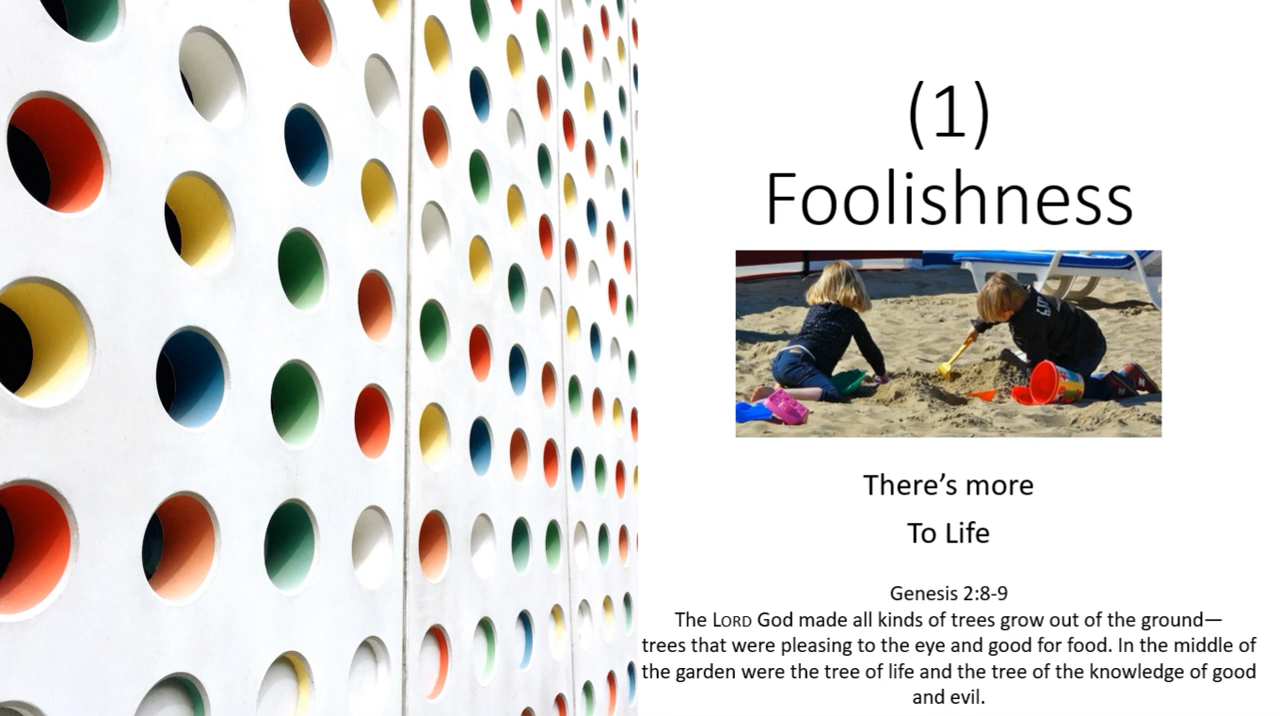 (1)
Foolishness
There’s more
To Life
Genesis 2:8-9
The LORD God made all kinds of trees grow out of the ground—
trees that were pleasing to the eye and good for food. In the middle of
the garden were the tree of life and the tree of the knowledge of good
and evil.